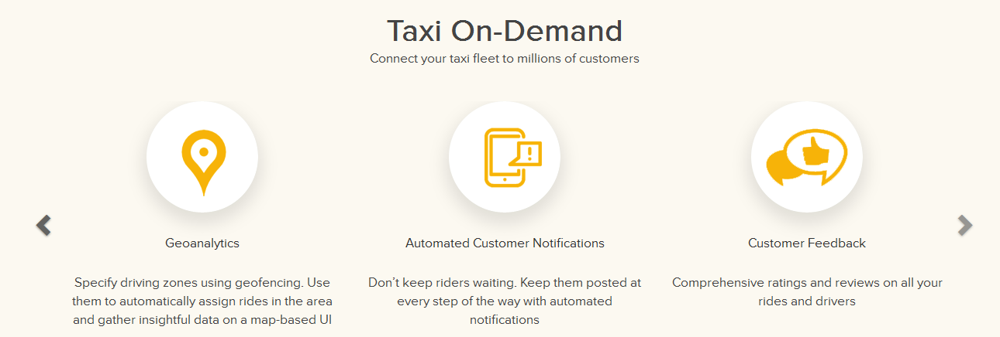 Taxi On-Demand
Connect your taxi fleet to millions of customers
Geoanalytics
Specify driving zones using geofencing. Use
them to automatically assign rides in the area
and gather insightful data on a map-based UI
Automated Customer Notifications
Don’t keep riders waiting. Keep them posted at
every step of the way with automated
notifications
Customer Feedback
Comprehensive ratings and reviews on all your
rides and drivers